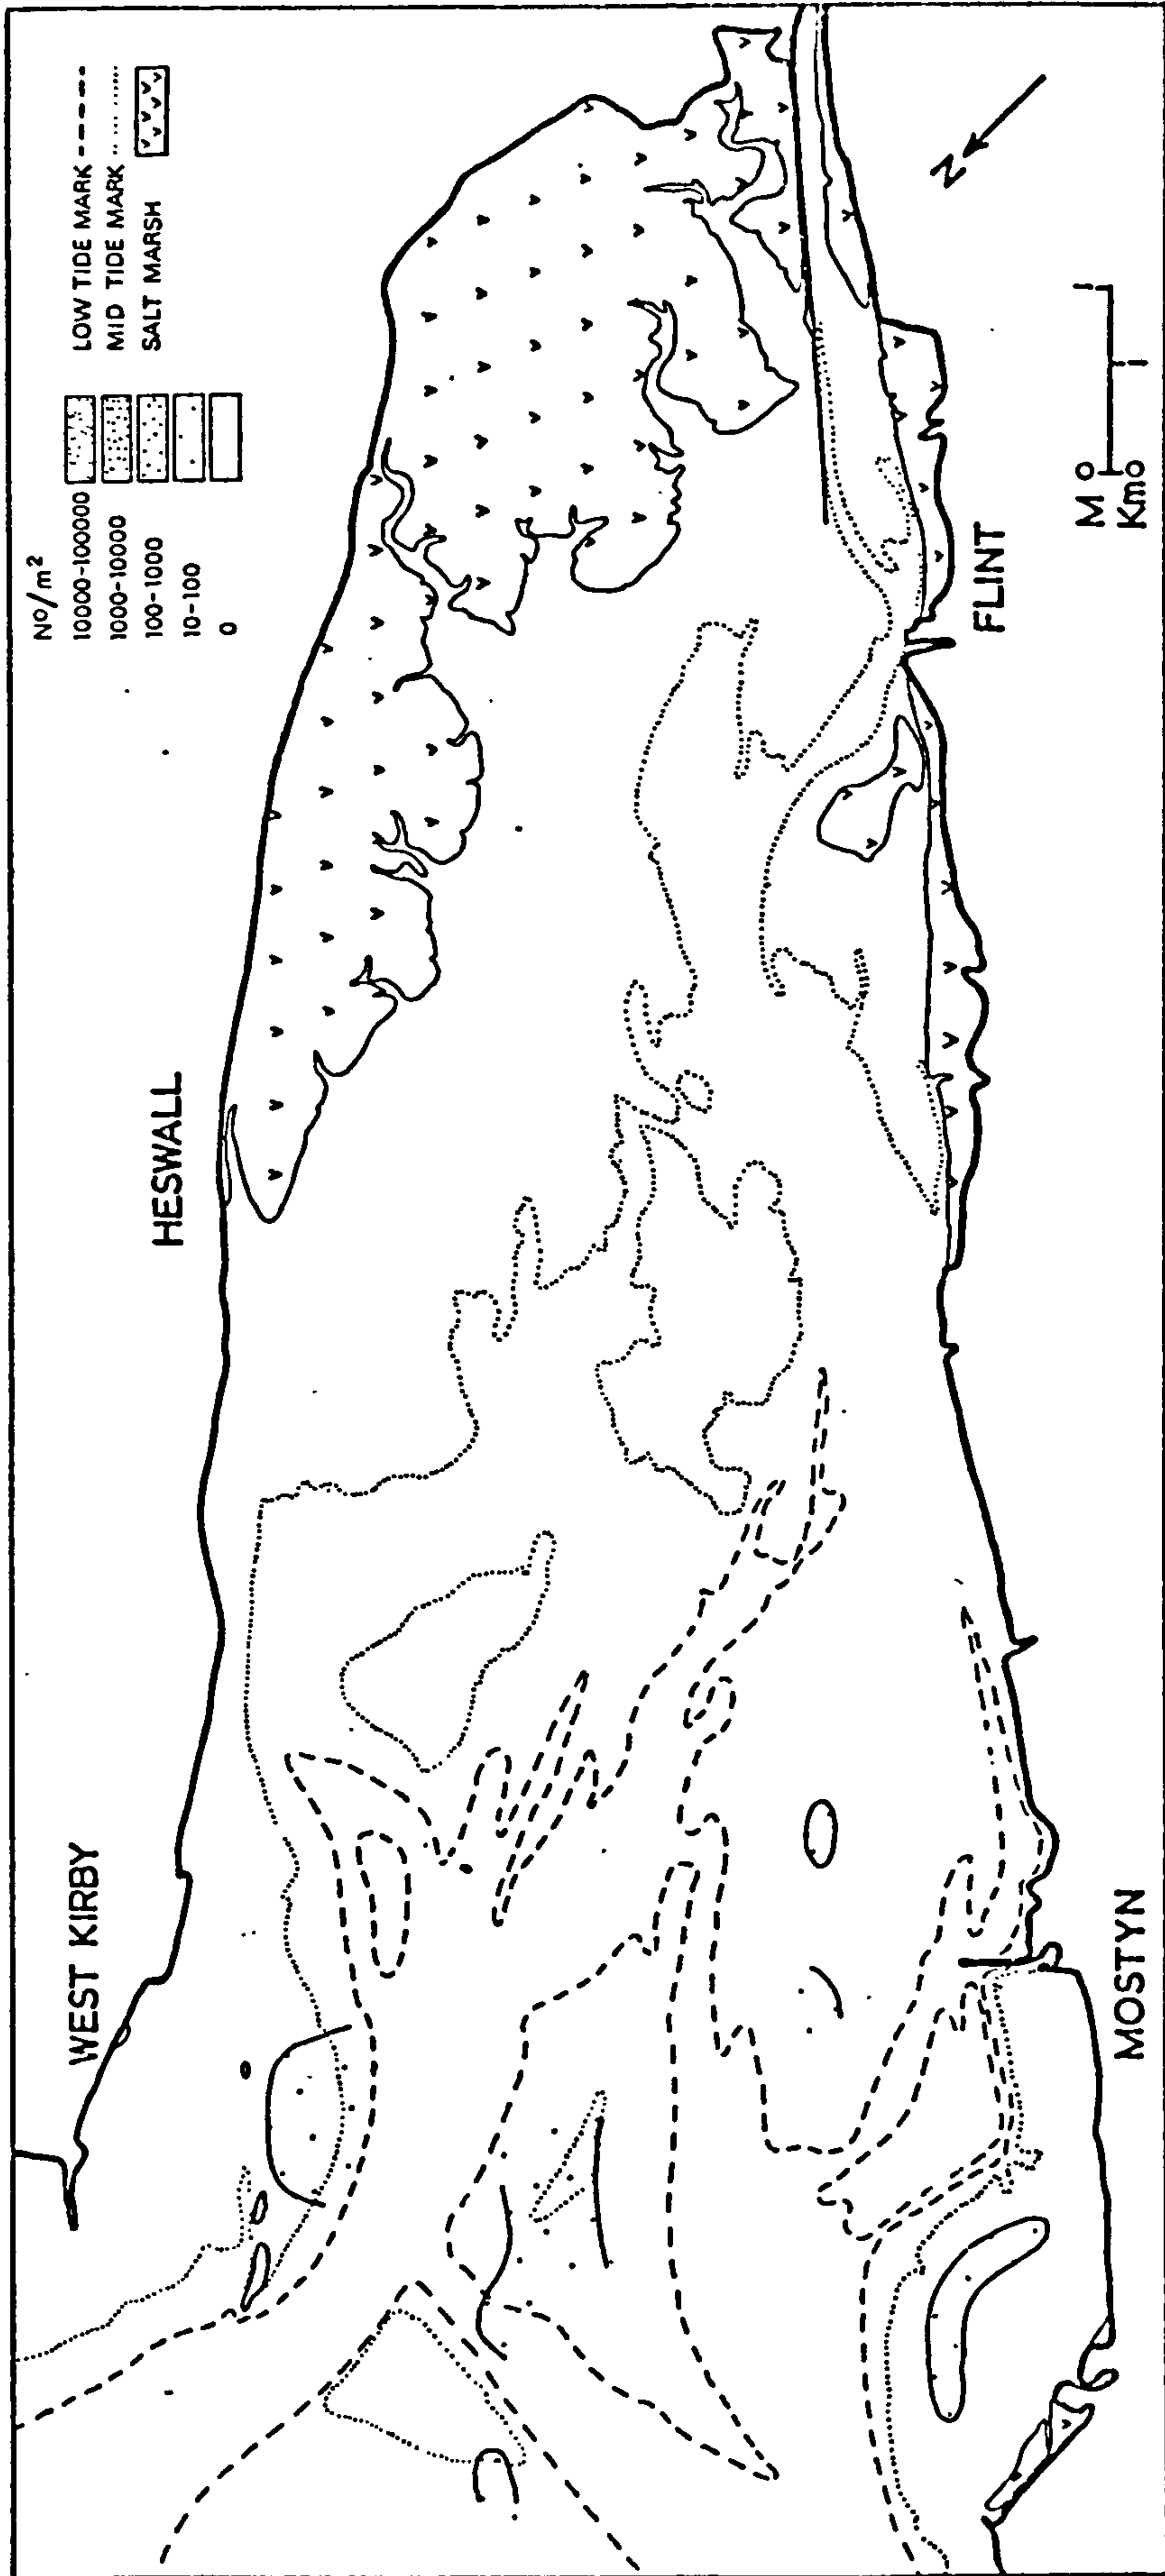 Nº/m²
10000-100000
1000-10000
100-1000
10-100
0
LOW TIDE MARK
MID TIDE MARK
SALT MARSH
WEST KIRBY
HESWALL
FLINT
MOSTYN
N
M 0 1
Km 0 1